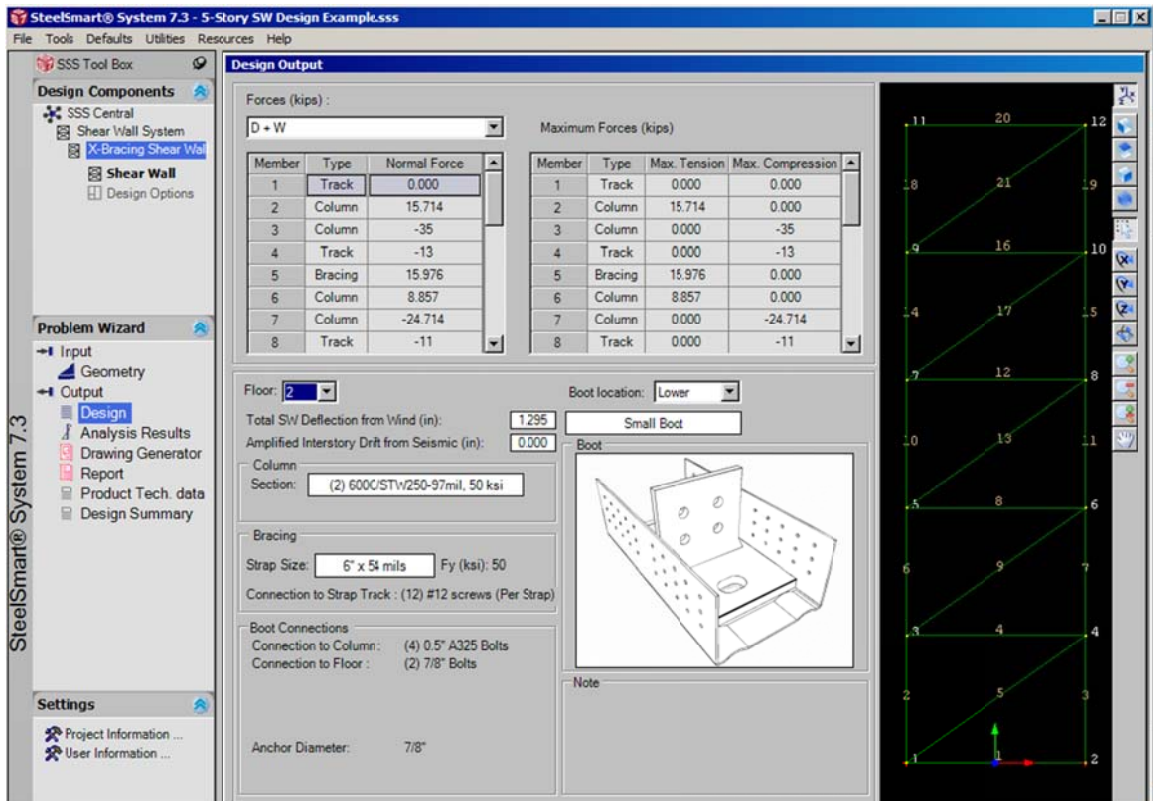 SteelSmart® System 7.3 - 5-Story SW Design Example.sss
File Tools Defaults Utilities Resources Help
SSS Tool Box
Design Components
SSS Central
Shear Wall System
X-Bracing Shear Wal
Shear Wall
Design Options
Problem Wizard
Input
Geometry
Output
Design
Analysis Results
Drawing Generator
Report
Product Tech. data
Design Summary
Settings
Project Information ...
User Information ...
SteelSmart® System 7.3
Design Output
Forces (kips) :
D + W
Member Type Normal Force
1 Track 0.000
2 Column 15.714
3 Column -35
4 Track -13
5 Bracing 15.976
6 Column 8.857
7 Column -24.714
8 Track -11
Maximum Forces (kips)
Member Type Max. Tension Max. Compression
1 Track 0.000 0.000
2 Column 15.714 0.000
3 Column 0.000 -35
4 Track 0.000 -13
5 Bracing 15.976 0.000
6 Column 8.857 0.000
7 Column 0.000 -24.714
8 Track 0.000 -11
Floor: 2
Total SW Deflection from Wind (in): 1.295
Amplified Interstory Drift from Seismic (in): 0.000
Column
Section: (2) 600CSTW250-97mil, 50 ksi
Bracing
Strap Size: 6" x 54 mils Fy (ksi): 50
Connection to Strap Track : (12) #12 screws (Per Strap)
Boot Connections
Connection to Column: (4) 0.5" A325 Bolts
Connection to Floor : (2) 7/8" Bolts
Anchor Diameter: 7/8"
Boot location: Lower
Small Boot
Boot
Note
11 20 12
18 21 19
9 16 10
14 17 15
7 12 8
10 13 11
5 8 6
6 9 7
3 4 4
2 5 3
1 1 2